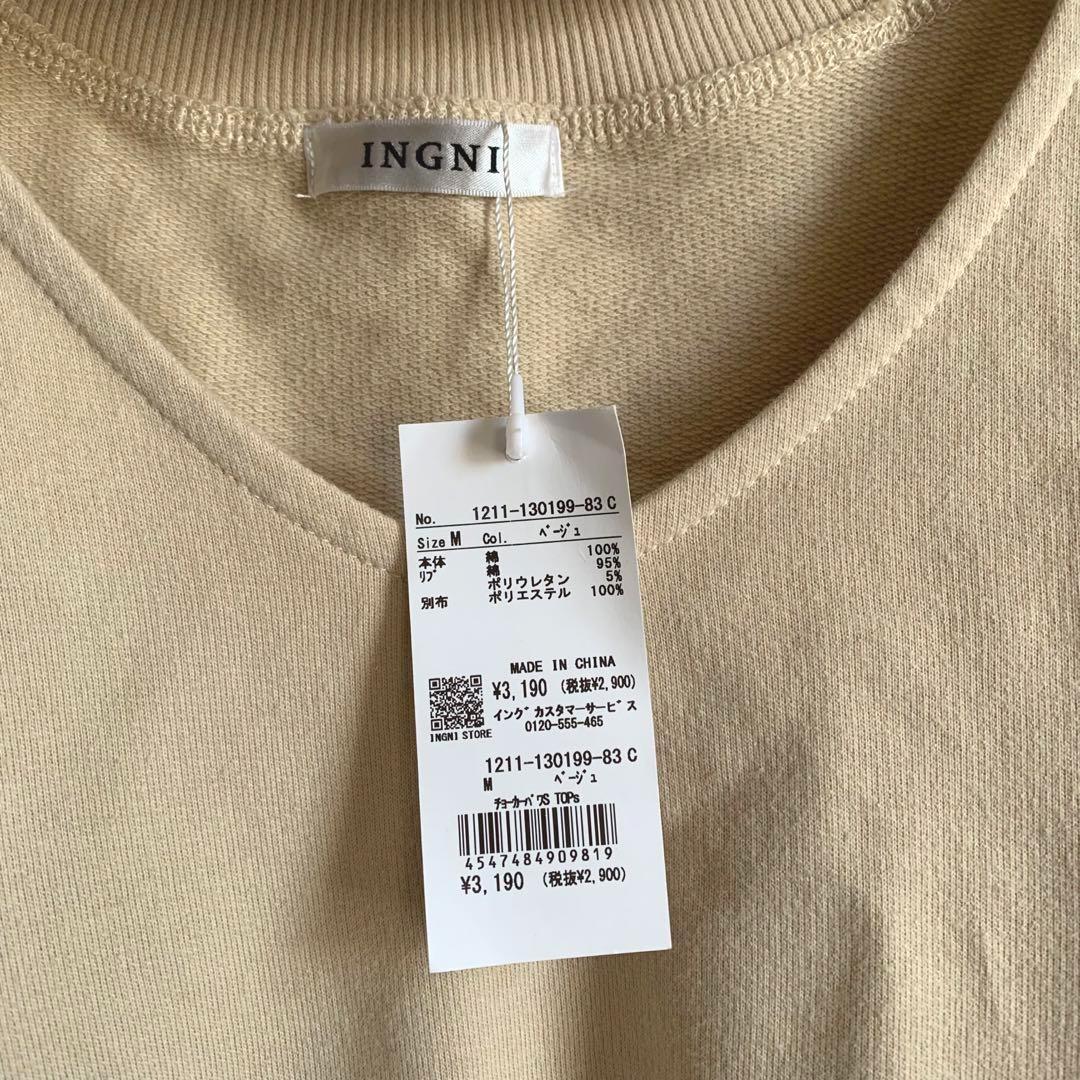 INGNI
No. 1211-130199-83 C
Size M Col. ﾍﾞｰｼﾞｭ
本体 綿 100%
ﾘﾌﾞ 綿 95%
ポリウレタン 5%
別布 ポリエステル 100%
MADE IN CHINA
¥3,190 (税抜¥2,900)
イングカスタマーサービス
0120-555-465
INGNI STORE
1211-130199-83 C
M ﾍﾞｰｼﾞｭ
ﾁｮｰｶｰﾊﾟﾜS TOPs
4547484909819
¥3,190 (税抜¥2,900)